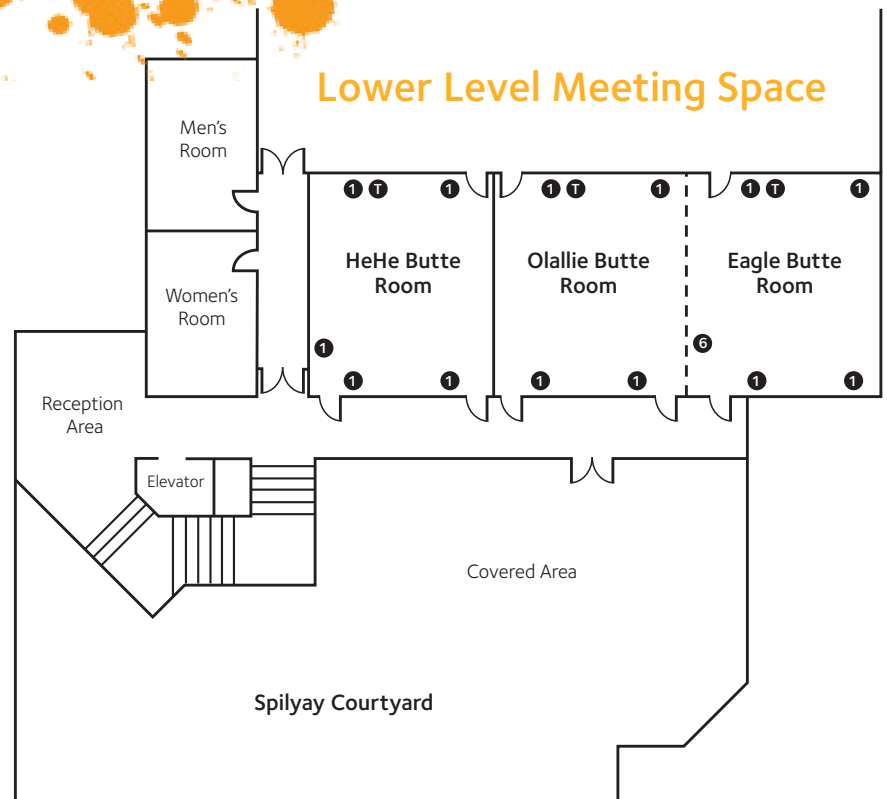 Lower Level Meeting Space
Men's
Room
1 T 1 1 T 1 1 T 1
HeHe Butte
Room
Olallie Butte
Room
Eagle Butte
Room
Women's
Room
1
6
1 1 1 1 1 1
Reception
Area
Elevator
Covered Area
Spilyay Courtyard